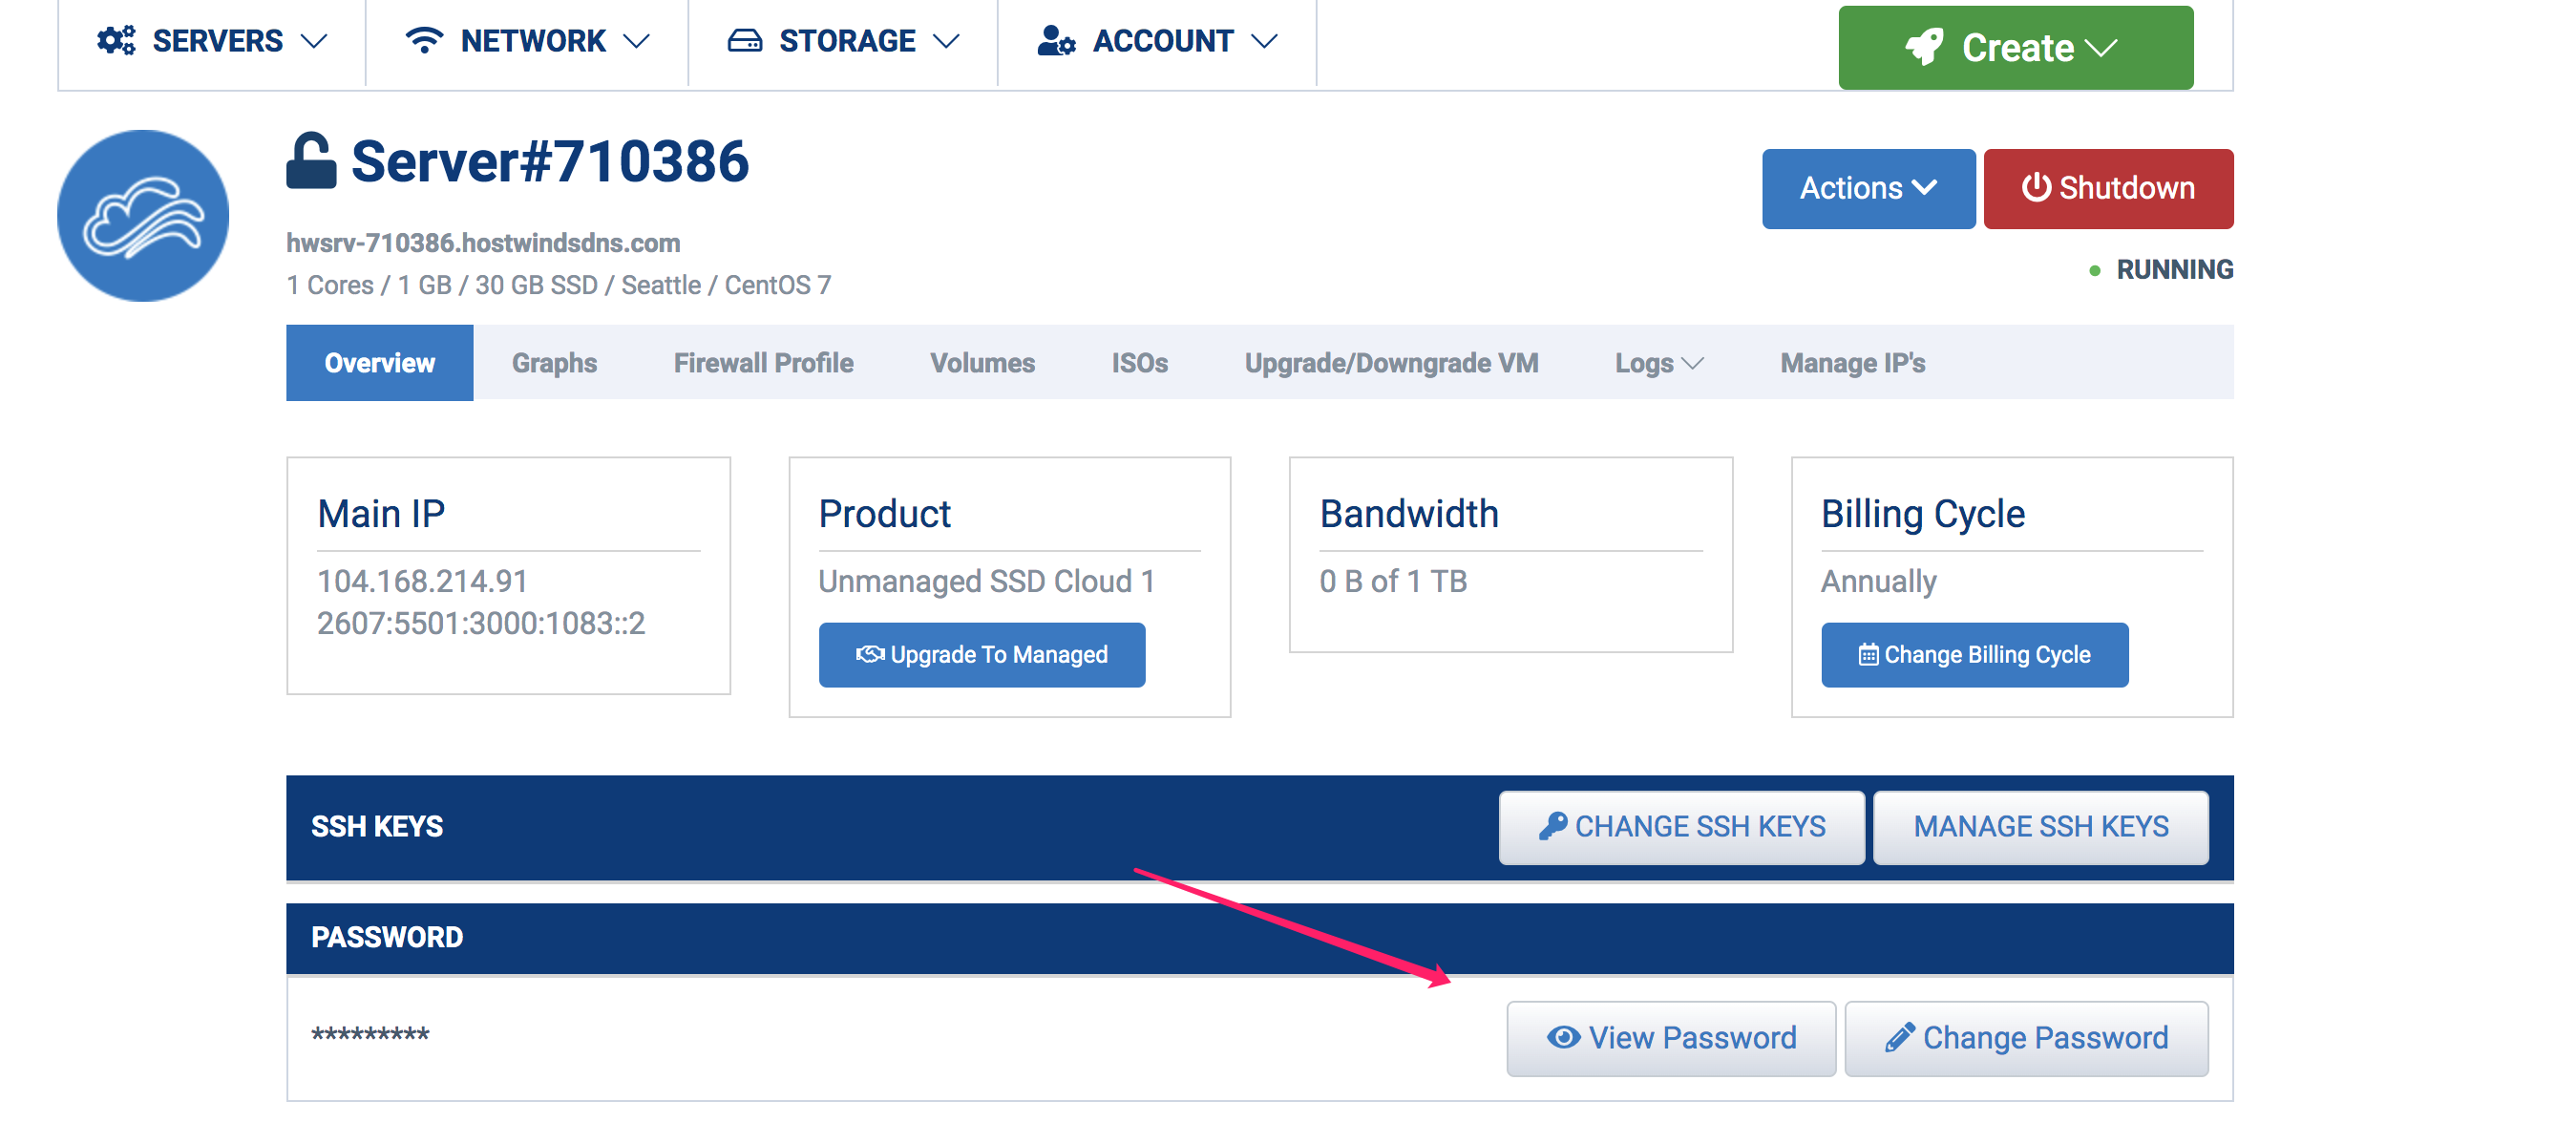 SERVERS
NETWORK
STORAGE
ACCOUNT
Create
Server#710386
hwsrv-710386.hostwindsdns.com
1 Cores / 1 GB / 30 GB SSD / Seattle / CentOS 7
Actions
Shutdown
RUNNING
Overview
Graphs
Firewall Profile
Volumes
ISOs
Upgrade/Downgrade VM
Logs
Manage IP's
Main IP
104.168.214.91
2607:5501:3000:1083::2
Product
Unmanaged SSD Cloud 1
Upgrade To Managed
Bandwidth
0 B of 1 TB
Billing Cycle
Annually
Change Billing Cycle
SSH KEYS
CHANGE SSH KEYS
MANAGE SSH KEYS
PASSWORD
*********
View Password
Change Password